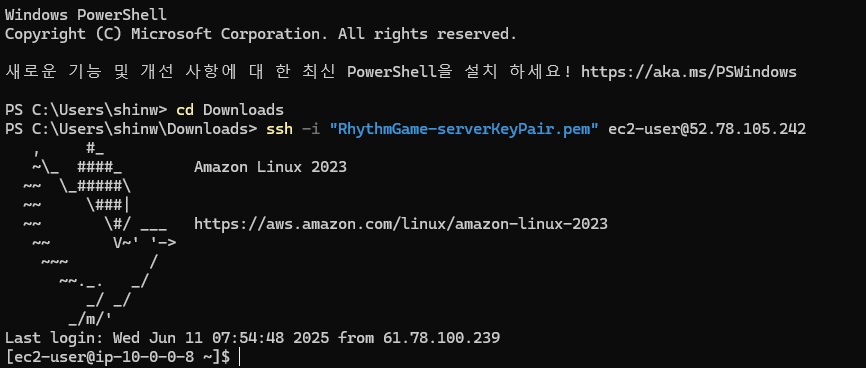 Windows PowerShell
Copyright (C) Microsoft Corporation. All rights reserved.
새로운 기능 및 개선 사항에 대 한 최신 PowerShell을 설치 하세요! https://aka.ms/PSWindows
PS C:\Users\shinw> cd Downloads
PS C:\Users\shinw\Downloads> ssh -i "RhythmGame-serverKeyPair.pem" ec2-user@52.78.105.242
   ,     #_
   ~\_  ####_        Amazon Linux 2023
  ~~  \_#####\
  ~~     \###|
  ~~       \#/ ___   https://aws.amazon.com/linux/amazon-linux-2023
   ~~       V~' '->
    ~~~         /
      ~~._.   _/
         _/ _/
       _/m/'
Last login: Wed Jun 11 07:54:48 2025 from 61.78.100.239
[ec2-user@ip-10-0-0-8 ~]$